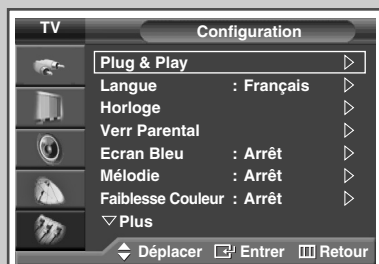 TV Configuration
Plug & Play
Langue : Français
Horloge
Verr Parental
Ecran Bleu : Arrêt
Mélodie : Arrêt
Faiblesse Couleur : Arrêt
Plus
Déplacer Entrer Retour